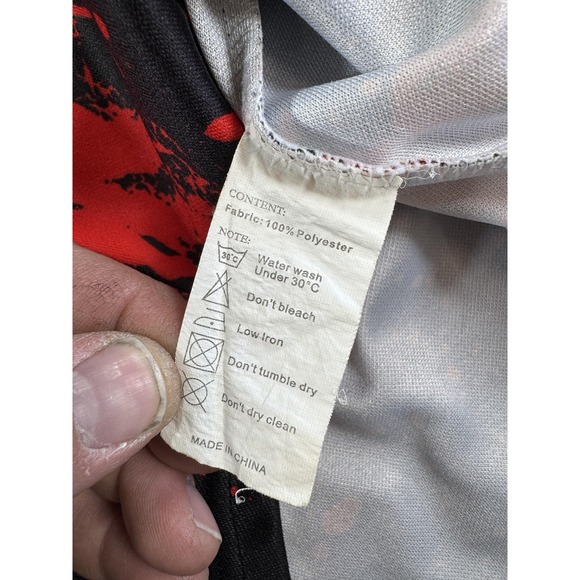 CONTENT:
Fabric: 100% Polyester
NOTE:
30°C
Water wash
Under 30°C
Don't bleach
Low Iron
Don't tumble dry
Don't dry clean
MADE IN CHINA